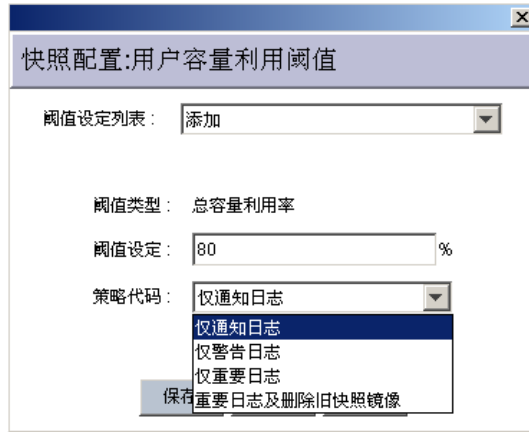 快照配置:用户容量利用阈值
阈值设定列表： 添加
阈值类型： 总容量利用率
阈值设定： 80 %
策略代码： 仅通知日志
仅通知日志
仅警告日志
仅重要日志
重要日志及删除旧快照镜像
保存